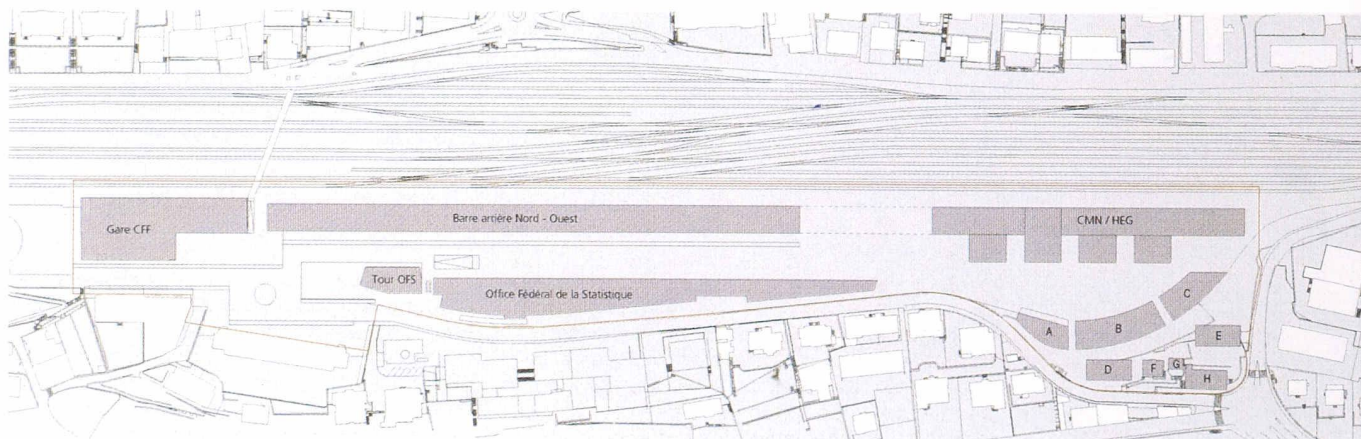 Gare CFF
Barre arrière Nord - Ouest
CMN / HEG
Tour OFS
Office Fédéral de la Statistique
A
B
C
D
E
F
G
H